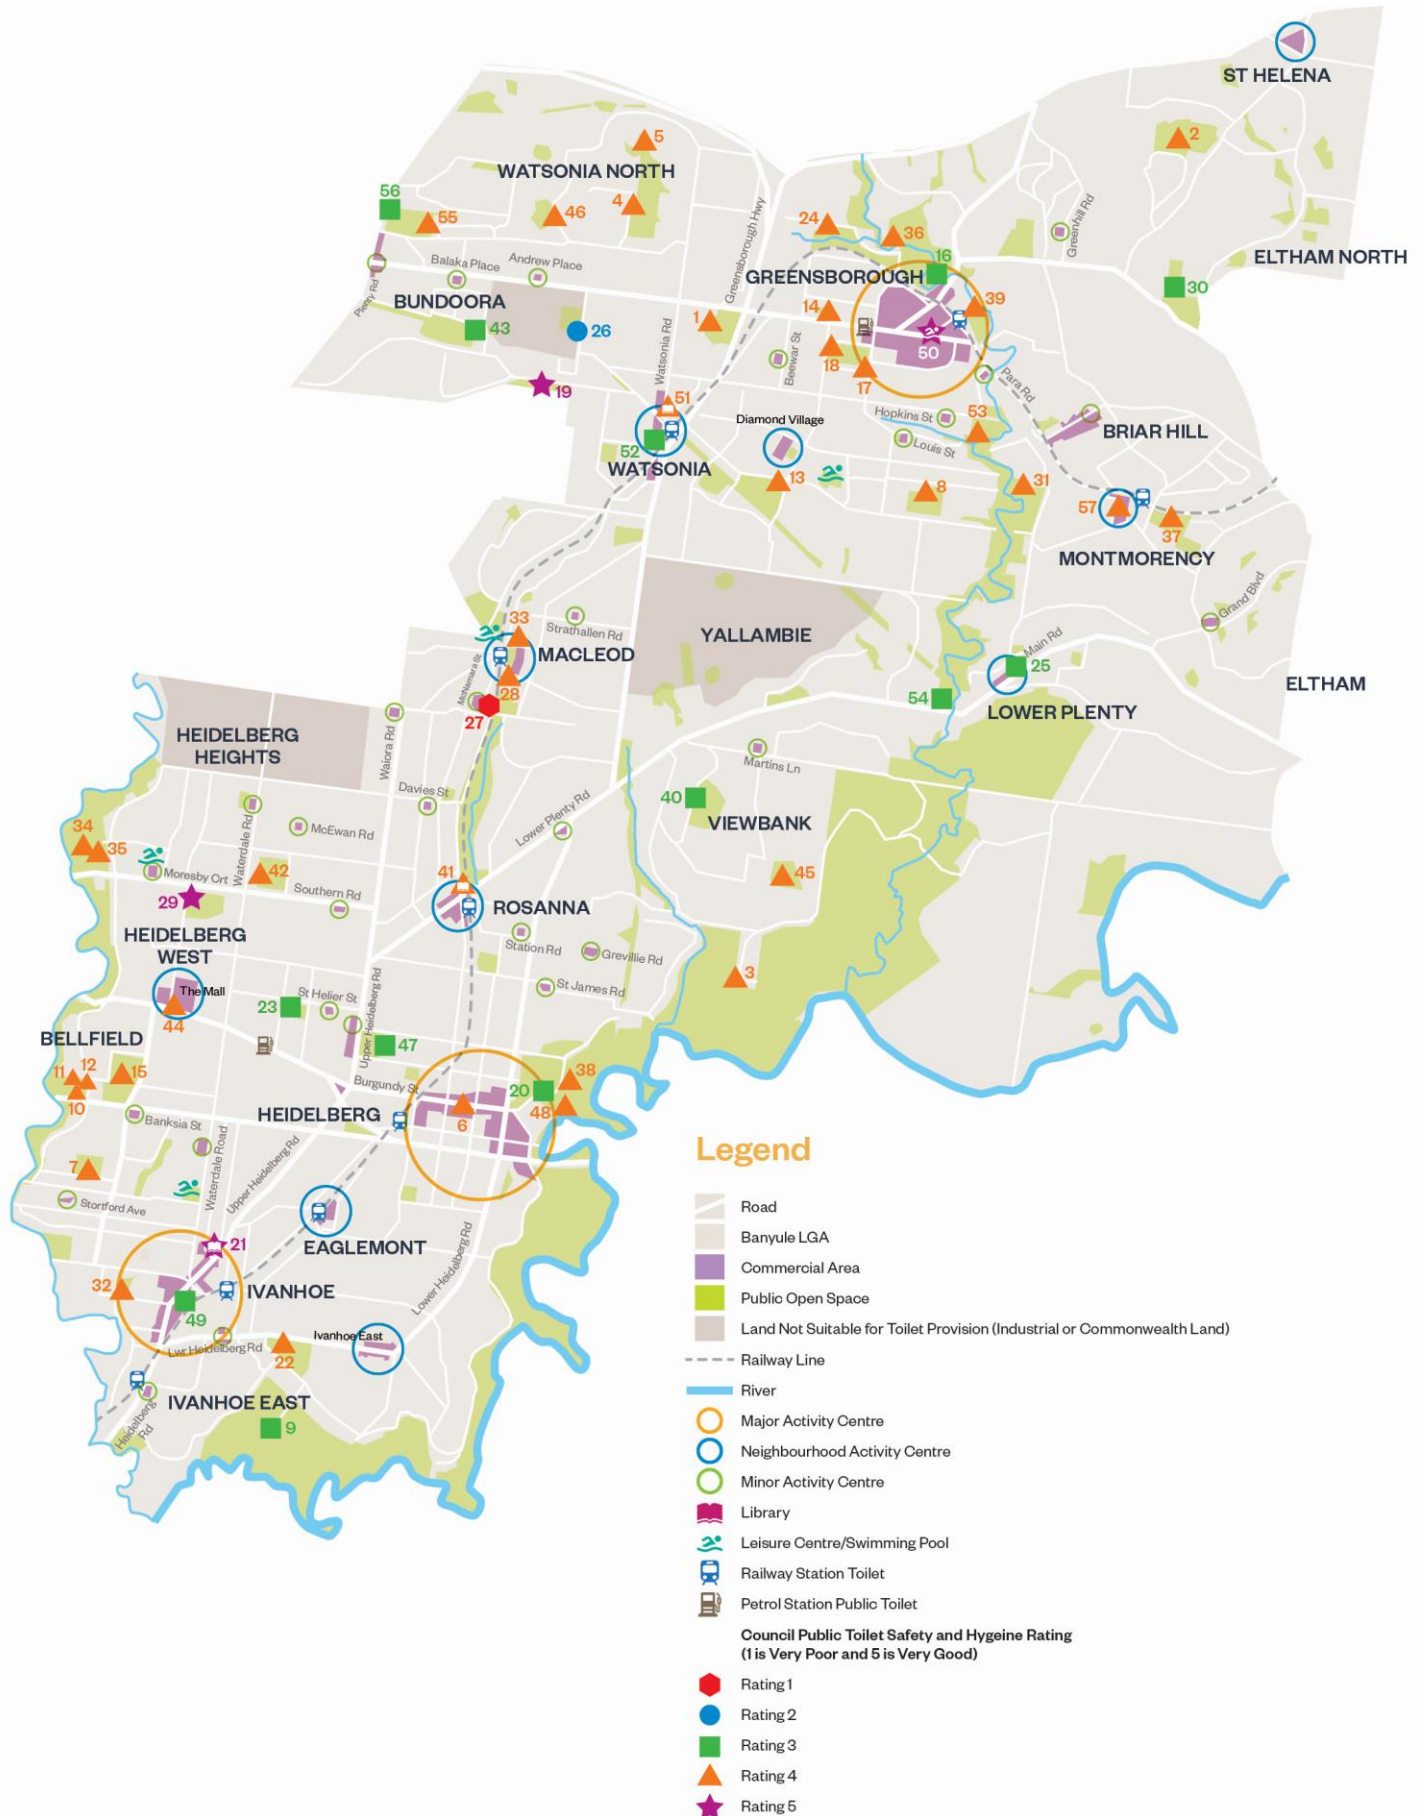 ST HELENA
2
5
WATSONIA NORTH
56
55
46
4
Greensborough Hwy
24
36
Greenhill Rd
ELTHAM NORTH
Balaka Place
Andrew Place
GREENSBOROUGH
16
30
Plenty Rd
BUNDOORA
43
26
1
14
39
Watsonia Rd
Beewar St
18
17
50
19
51
Para Rd
Diamond Village
Hopkins St
53
BRIAR HILL
52
WATSONIA
Louis St
13
8
31
57
37
MONTMORENCY
33
Strathallen Rd
YALLAMBIE
Grand Blvd
MACLEOD
McNamara St
28
Main Rd
25
54
ELTHAM
27
LOWER PLENTY
HEIDELBERG
HEIGHTS
Waiora Rd
Martins Ln
Davies St
40
VIEWBANK
Lower Plenty Rd
34
35
Waterdale Rd
McEwan Rd
Moresby Crt
42
41
45
Southern Rd
29
ROSANNA
HEIDELBERG
WEST
Station Rd
Greville Rd
3
The Mall
44
23
St Helier St
St James Rd
Upper Heidelberg Rd
BELLFIELD
47
11
12
15
10
Burgundy St
20
38
48
HEIDELBERG
6
Banksia St
7
Waterdale Road
Upper Heidelberg Rd
Stortford Ave
21
EAGLEMONT
Lower Heidelberg Rd
32
IVANHOE
49
Lwr Heidelberg Rd
22
Ivanhoe East
IVANHOE EAST
Heidelberg
Rd
9
Legend
Road
Banyule LGA
Commercial Area
Public Open Space
Land Not Suitable for Toilet Provision (Industrial or Commonwealth Land)
Railway Line
River
Major Activity Centre
Neighbourhood Activity Centre
Minor Activity Centre
Library
Leisure Centre/Swimming Pool
Railway Station Toilet
Petrol Station Public Toilet
Council Public Toilet Safety and Hygeine Rating
(1 is Very Poor and 5 is Very Good)
Rating 1
Rating 2
Rating 3
Rating 4
Rating 5